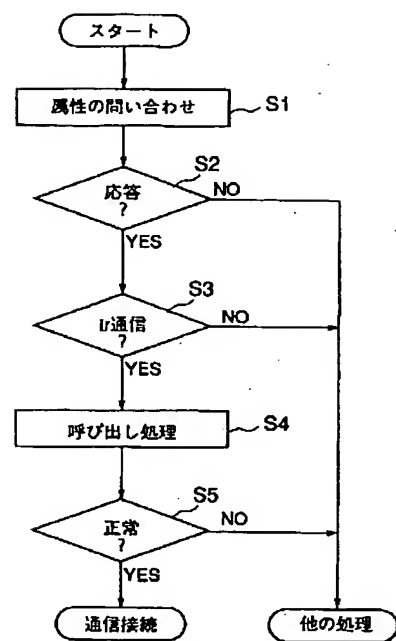 スタート
属性の問い合わせ
S1
応答
?
S2
NO
YES
Ir通信
?
S3
NO
YES
呼び出し処理
S4
正常
?
S5
NO
YES
通信接続
他の処理